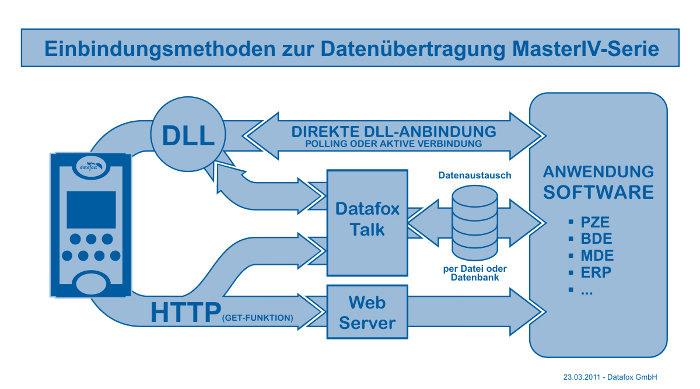 Einbindungsmethoden zur Datenübertragung MasterIV-Serie
DLL
DIREKTE DLL-ANBINDUNG
POLLING ODER AKTIVE VERBINDUNG
datafox
Datafox
Talk
Datenaustausch
per Datei oder
Datenbank
ANWENDUNG
SOFTWARE
▪ PZE
▪ BDE
▪ MDE
▪ ERP
▪ ...
HTTP (GET-FUNKTION)
Web
Server
23.03.2011 - Datafox GmbH